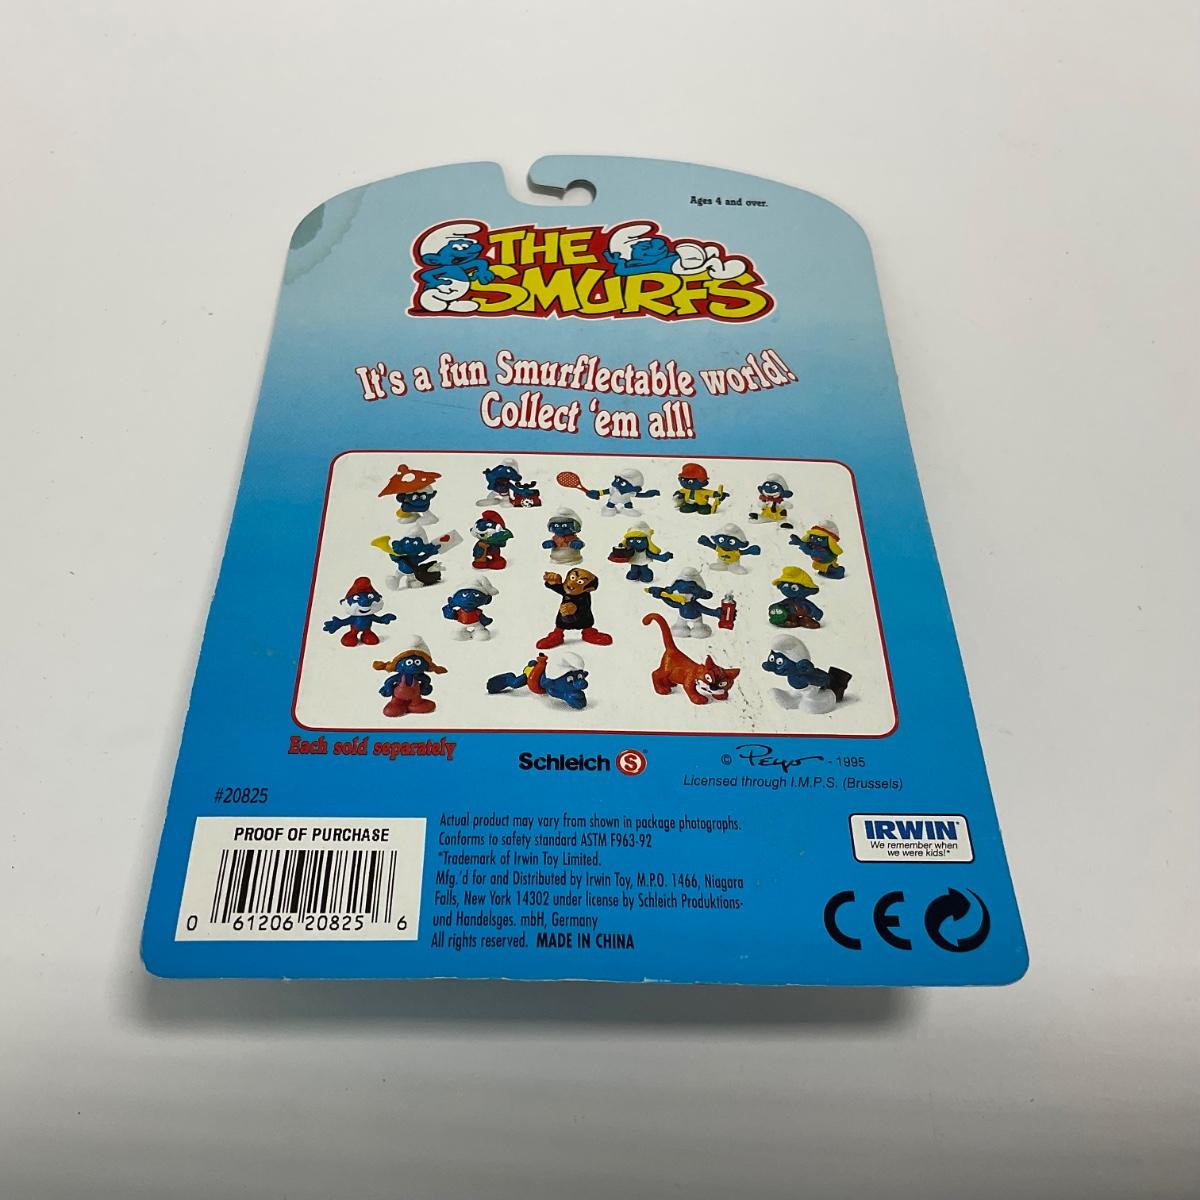 Ages 4 and over.
THE
SMURFS
It's a fun Smurflectable world!
Collect 'em all!
Each sold separately
Schleich S®
© Peyo - 1995
Licensed through I.M.P.S. (Brussels)
#20825
PROOF OF PURCHASE
0 61206 20825 6
Actual product may vary from shown in package photographs.
Conforms to safety standard ASTM F963-92
*Trademark of Irwin Toy Limited.
Mfg.'d for and Distributed by Irwin Toy, M.P.O. 1466, Niagara
Falls, New York 14302 under license by Schleich Produktions-
und Handelsges. mbH, Germany
All rights reserved. MADE IN CHINA
IRWIN*
We remember when
we were kids!*
CE